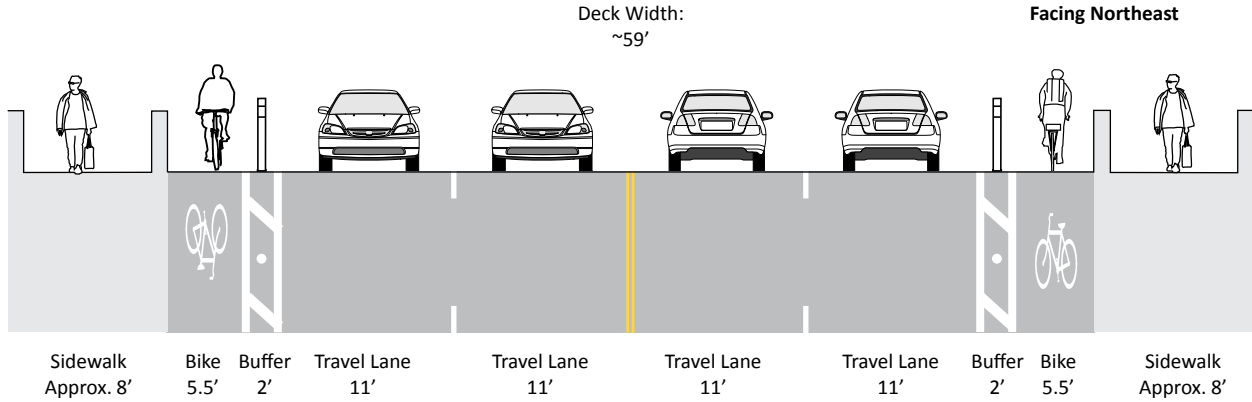 Deck Width:
~59’
Facing Northeast
Sidewalk
Approx. 8’
Bike
5.5’
Buffer
2’
Travel Lane
11’
Travel Lane
11’
Travel Lane
11’
Travel Lane
11’
Buffer
2’
Bike
5.5’
Sidewalk
Approx. 8’